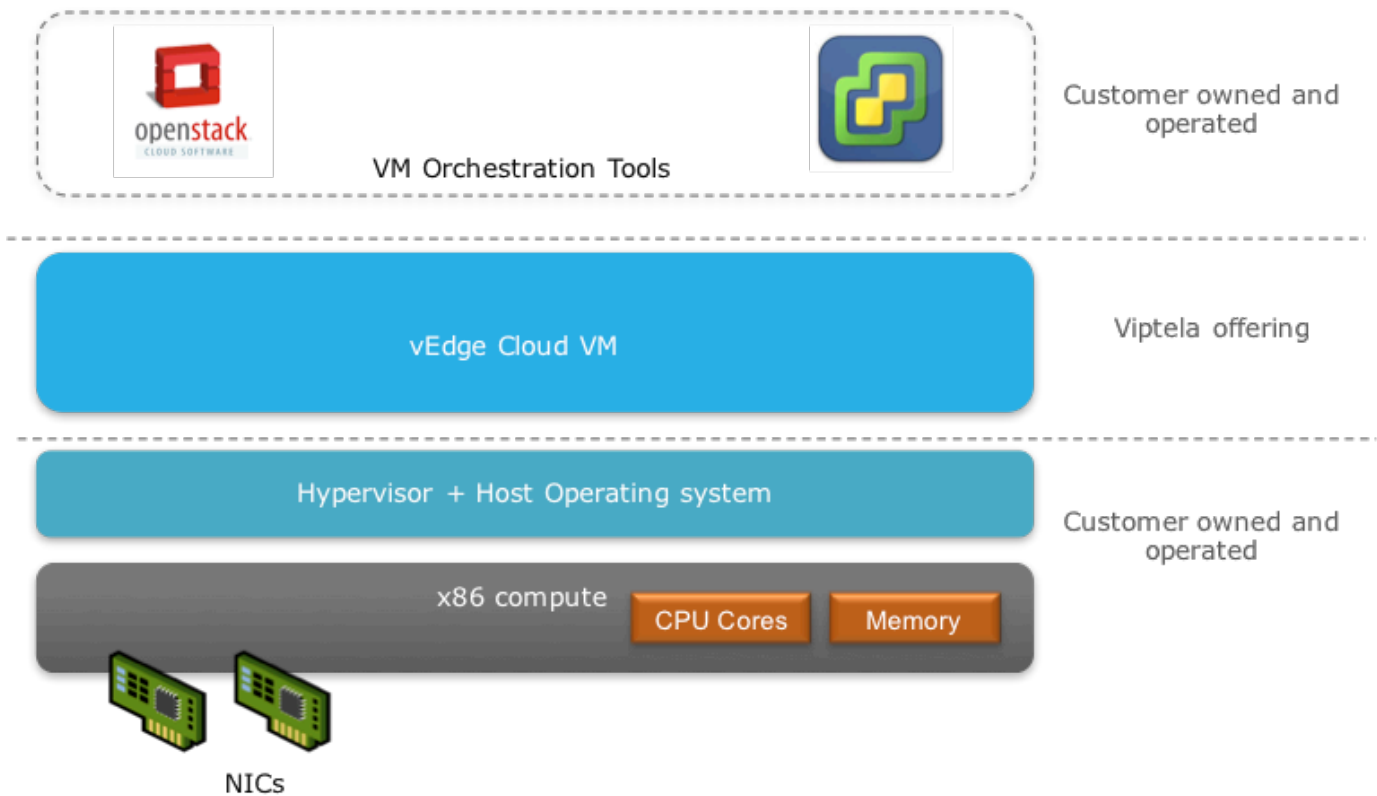 openstack
CLOUD SOFTWARE
VM Orchestration Tools
Customer owned and
operated
vEdge Cloud VM
Viptela offering
Hypervisor + Host Operating system
Customer owned and
operated
x86 compute
CPU Cores
Memory
NICs